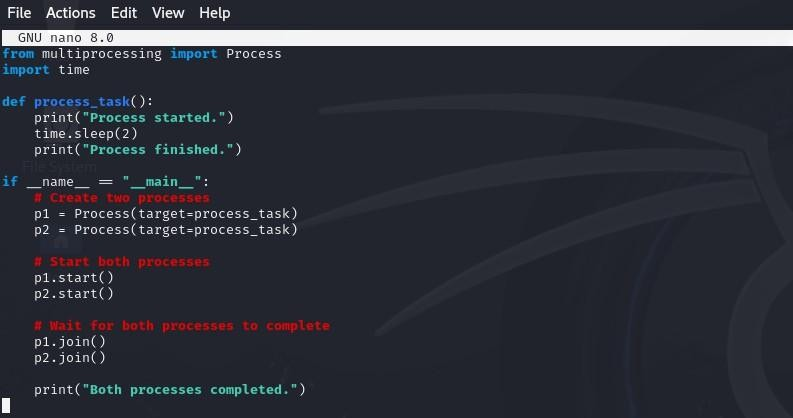 File Actions Edit View Help
GNU nano 8.0
from multiprocessing import Process
import time
def process_task():
    print("Process started.")
    time.sleep(2)
    print("Process finished.")
File System
if __name__ == "__main__":
    # Create two processes
    p1 = Process(target=process_task)
    p2 = Process(target=process_task)
    # Start both processes
    p1.start()
    p2.start()
    # Wait for both processes to complete
    p1.join()
    p2.join()
    print("Both processes completed.")